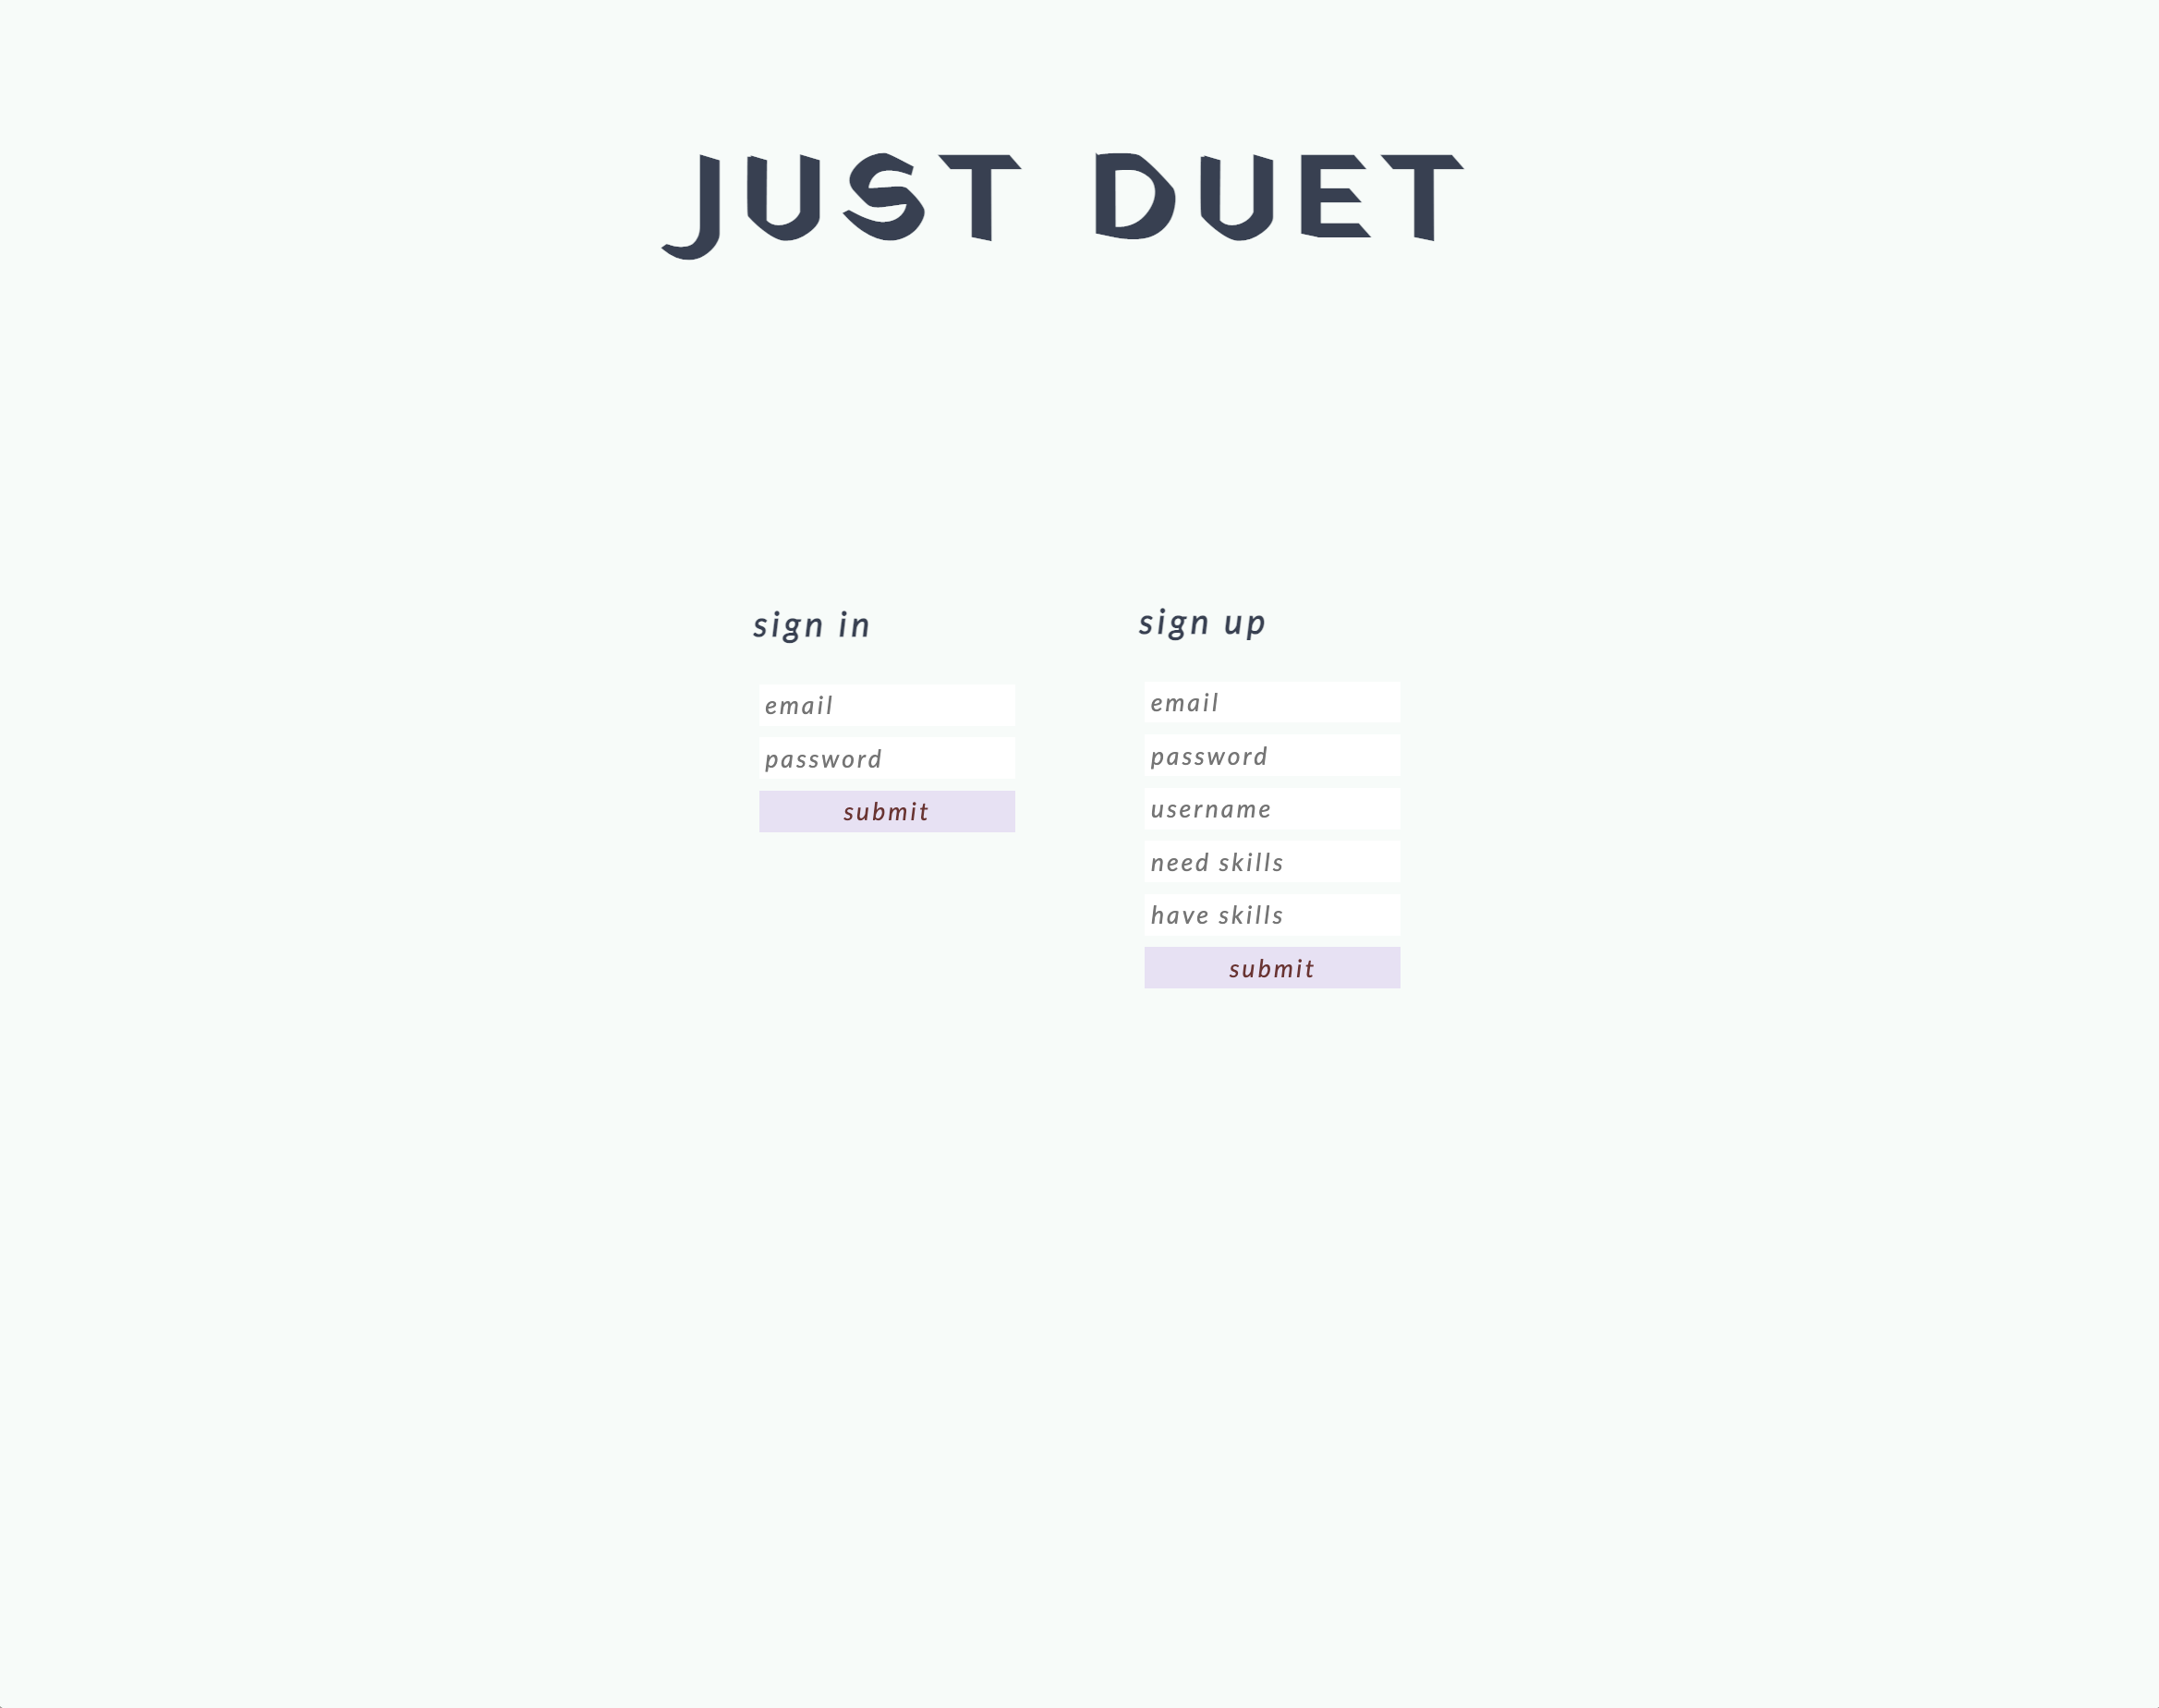 JUST DUET
sign in
email
password
submit
sign up
email
password
username
need skills
have skills
submit